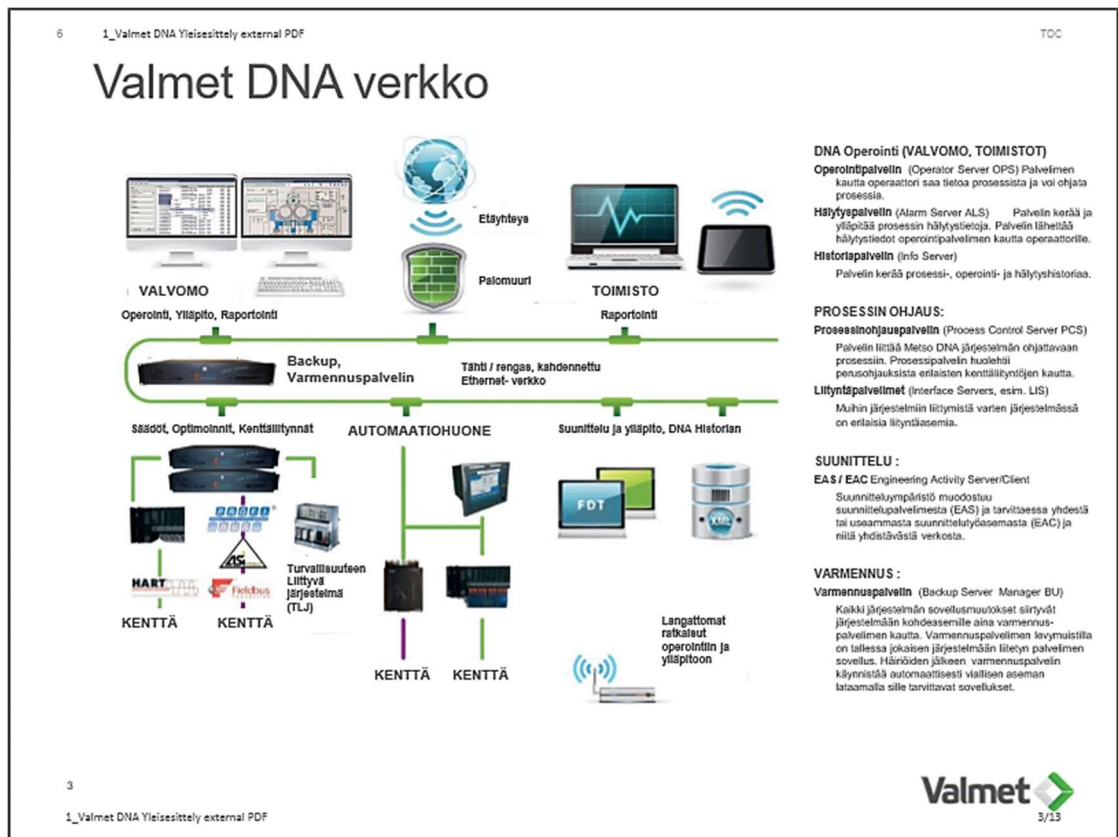 6 1_Valmet DNA Yleisesittely external PDF TOC
Valmet DNA verkko
Etäyhteys
Palomuuri
VALVOMO
Operointi, Ylläpito, Raportointi
TOIMISTO
Raportointi
Backup,
Varmennuspalvelin
Tähti / rengas, kahdennettu
Ethernet- verkko
Säädöt, Optimoinnit, Kenttäliitynnät
AUTOMAATIOHUONE
Suunnittelu ja ylläpito, DNA Historian
PROFI
BUS
FDT
XML
ASi
HART
Fieldbus
Turvallisuuteen
Liittyvä
järjestelmä
(TLJ)
KENTTÄ
KENTTÄ
KENTTÄ
KENTTÄ
Langattomat
ratkaisut
operointiin ja
ylläpitoon
DNA Operointi (VALVOMO, TOIMISTOT)
Operointipalvelin (Operator Server OPS) Palvelimen
kautta operaattori saa tietoa prosessista ja voi ohjata
prosessia.
Hälytyspalvelin (Alarm Server ALS) Palvelin kerää ja
ylläpitää prosessin hälytystietoja. Palvelin lähettää
hälytystiedot operointipalvelimen kautta operaattorille.
Historiapalvelin (Info Server)
Palvelin kerää prosessi-, operointi- ja hälytyshistoriaa.
PROSESSIN OHJAUS:
Prosessinohjauspalvelin (Process Control Server PCS)
Palvelin liittää Metso DNA järjestelmän ohjattavaan
prosessiin. Prosessipalvelin huolehtii
perusohjauksista erilaisten kenttäliityntöjen kautta.
Liityntäpalvelimet (Interface Servers, esim. LIS)
Muihin järjestelmiin liittymistä varten järjestelmässä
on erilaisia liityntäasemia.
SUUNITTELU :
EAS / EAC Engineering Activity Server/Client
Suunnitteluympäristö muodostuu
suunnittelupalvelimesta (EAS) ja tarvittaessa yhdestä
tai useammasta suunnittelutyöasemasta (EAC) ja
niitä yhdistävästä verkosta.
VARMENNUS :
Varmennuspalvelin (Backup Server Manager BU)
Kaikki järjestelmän sovellusmuutokset siirtyvät
järjestelmään kohdeasemille aina varmennus-
palvelimen kautta. Varmennuspalvelimen levymuistilla
on tallessa jokaisen järjestelmään liitetyn palvelimen
sovellus. Häiriöiden jälkeen varmennuspalvelin
käynnistää automaattisesti viallisen aseman
lataamalla sille tarvittavat sovellukset.
3
1_Valmet DNA Yleisesittely external PDF
Valmet
3/13